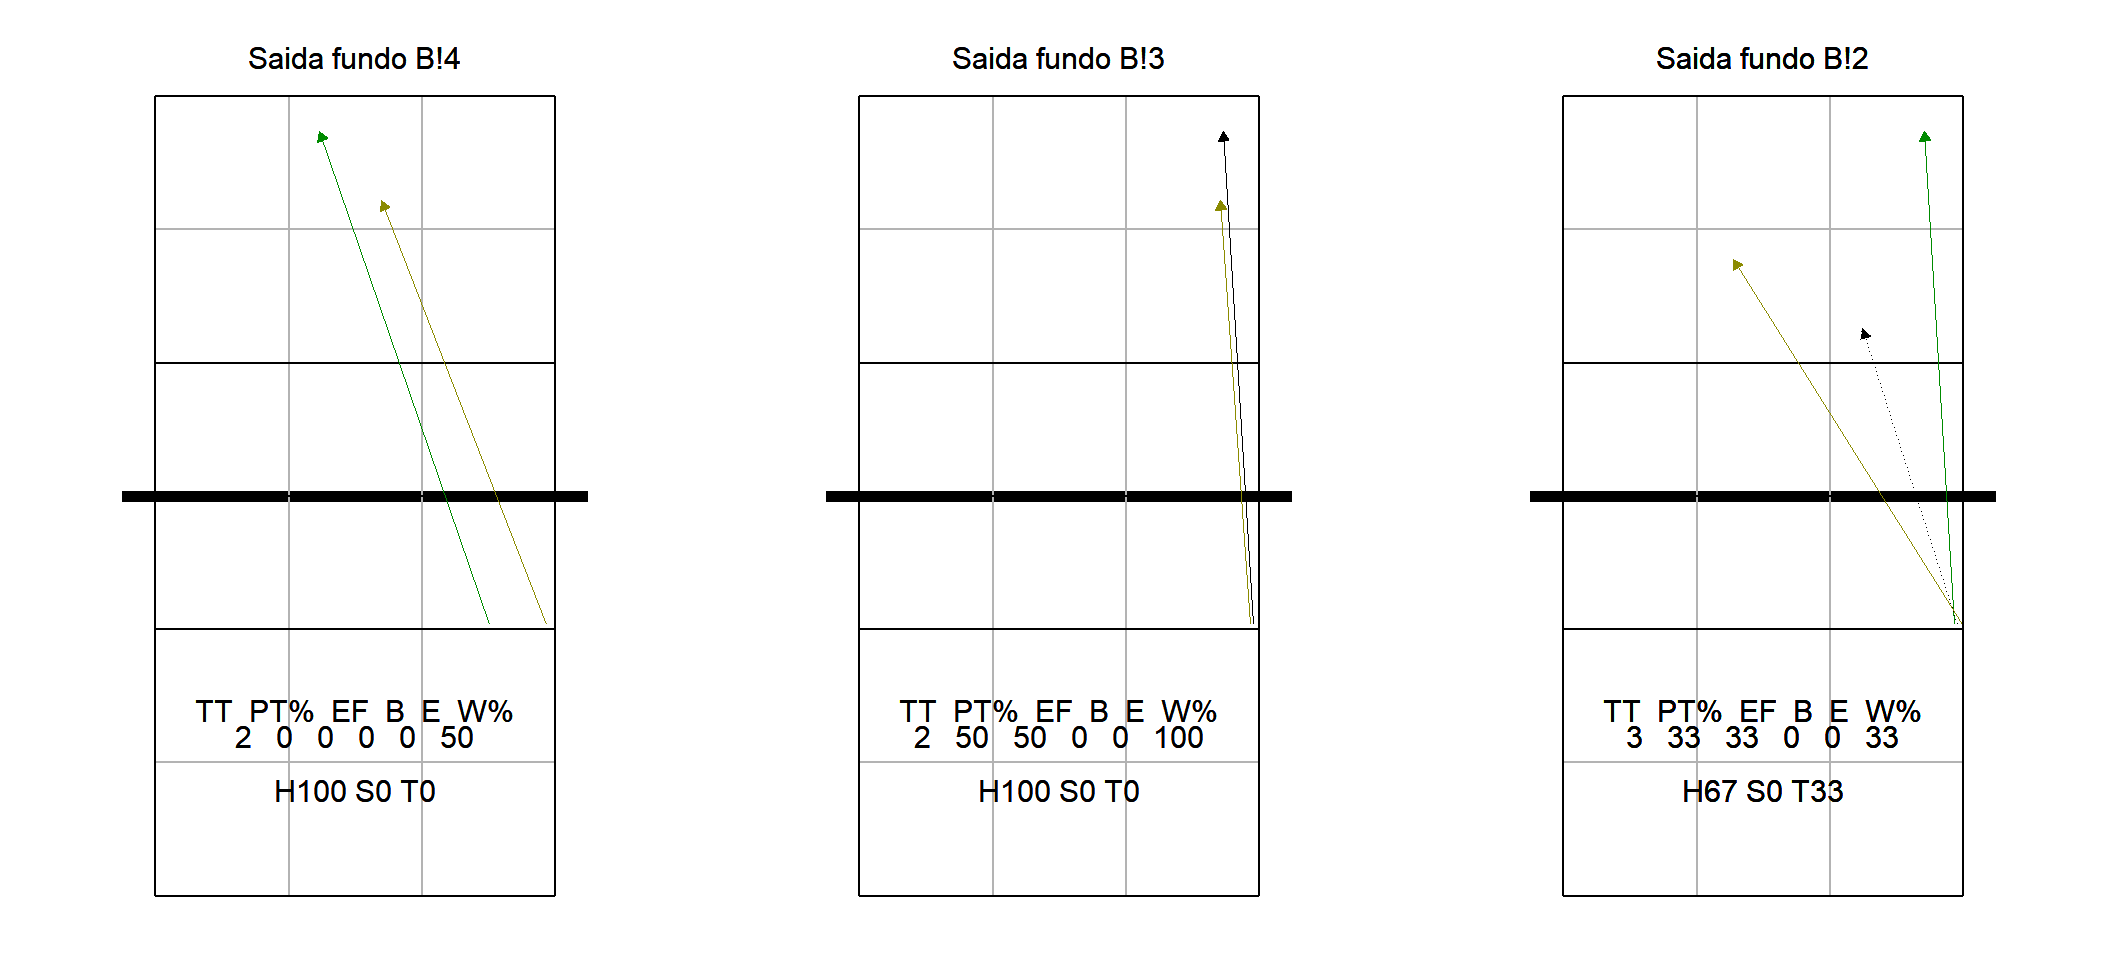 Saida fundo B!4
TT PT% EF B E W%
2 0 0 0 0 50
H100 S0 T0
Saida fundo B!3
TT PT% EF B E W%
2 50 50 0 0 100
H100 S0 T0
Saida fundo B!2
TT PT% EF B E W%
3 33 33 0 0 33
H67 S0 T33